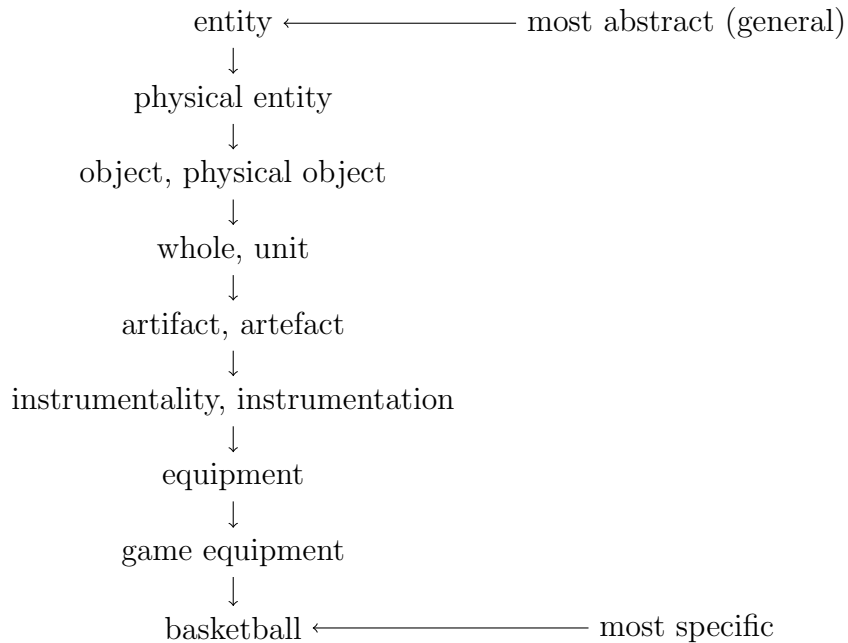 entity most abstract (general)
physical entity
object, physical object
whole, unit
artifact, artefact
instrumentality, instrumentation
equipment
game equipment
basketball most specific